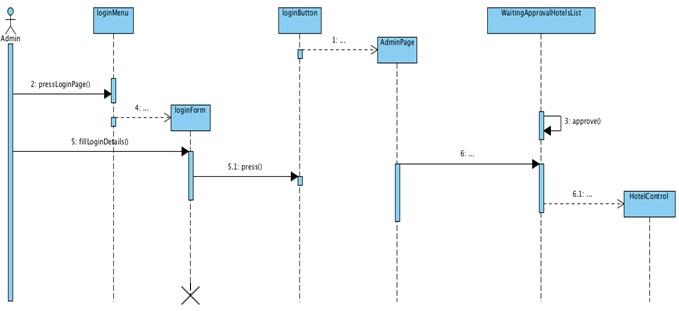 loginMenu
loginButton
WaitingApprovalHotelsList
Admin
1: ...
AdminPage
2: pressLoginPage()
4: ...
loginForm
3: approve()
5: fillLoginDetails()
5.1: press()
6: ...
6.1: ...
HotelControl